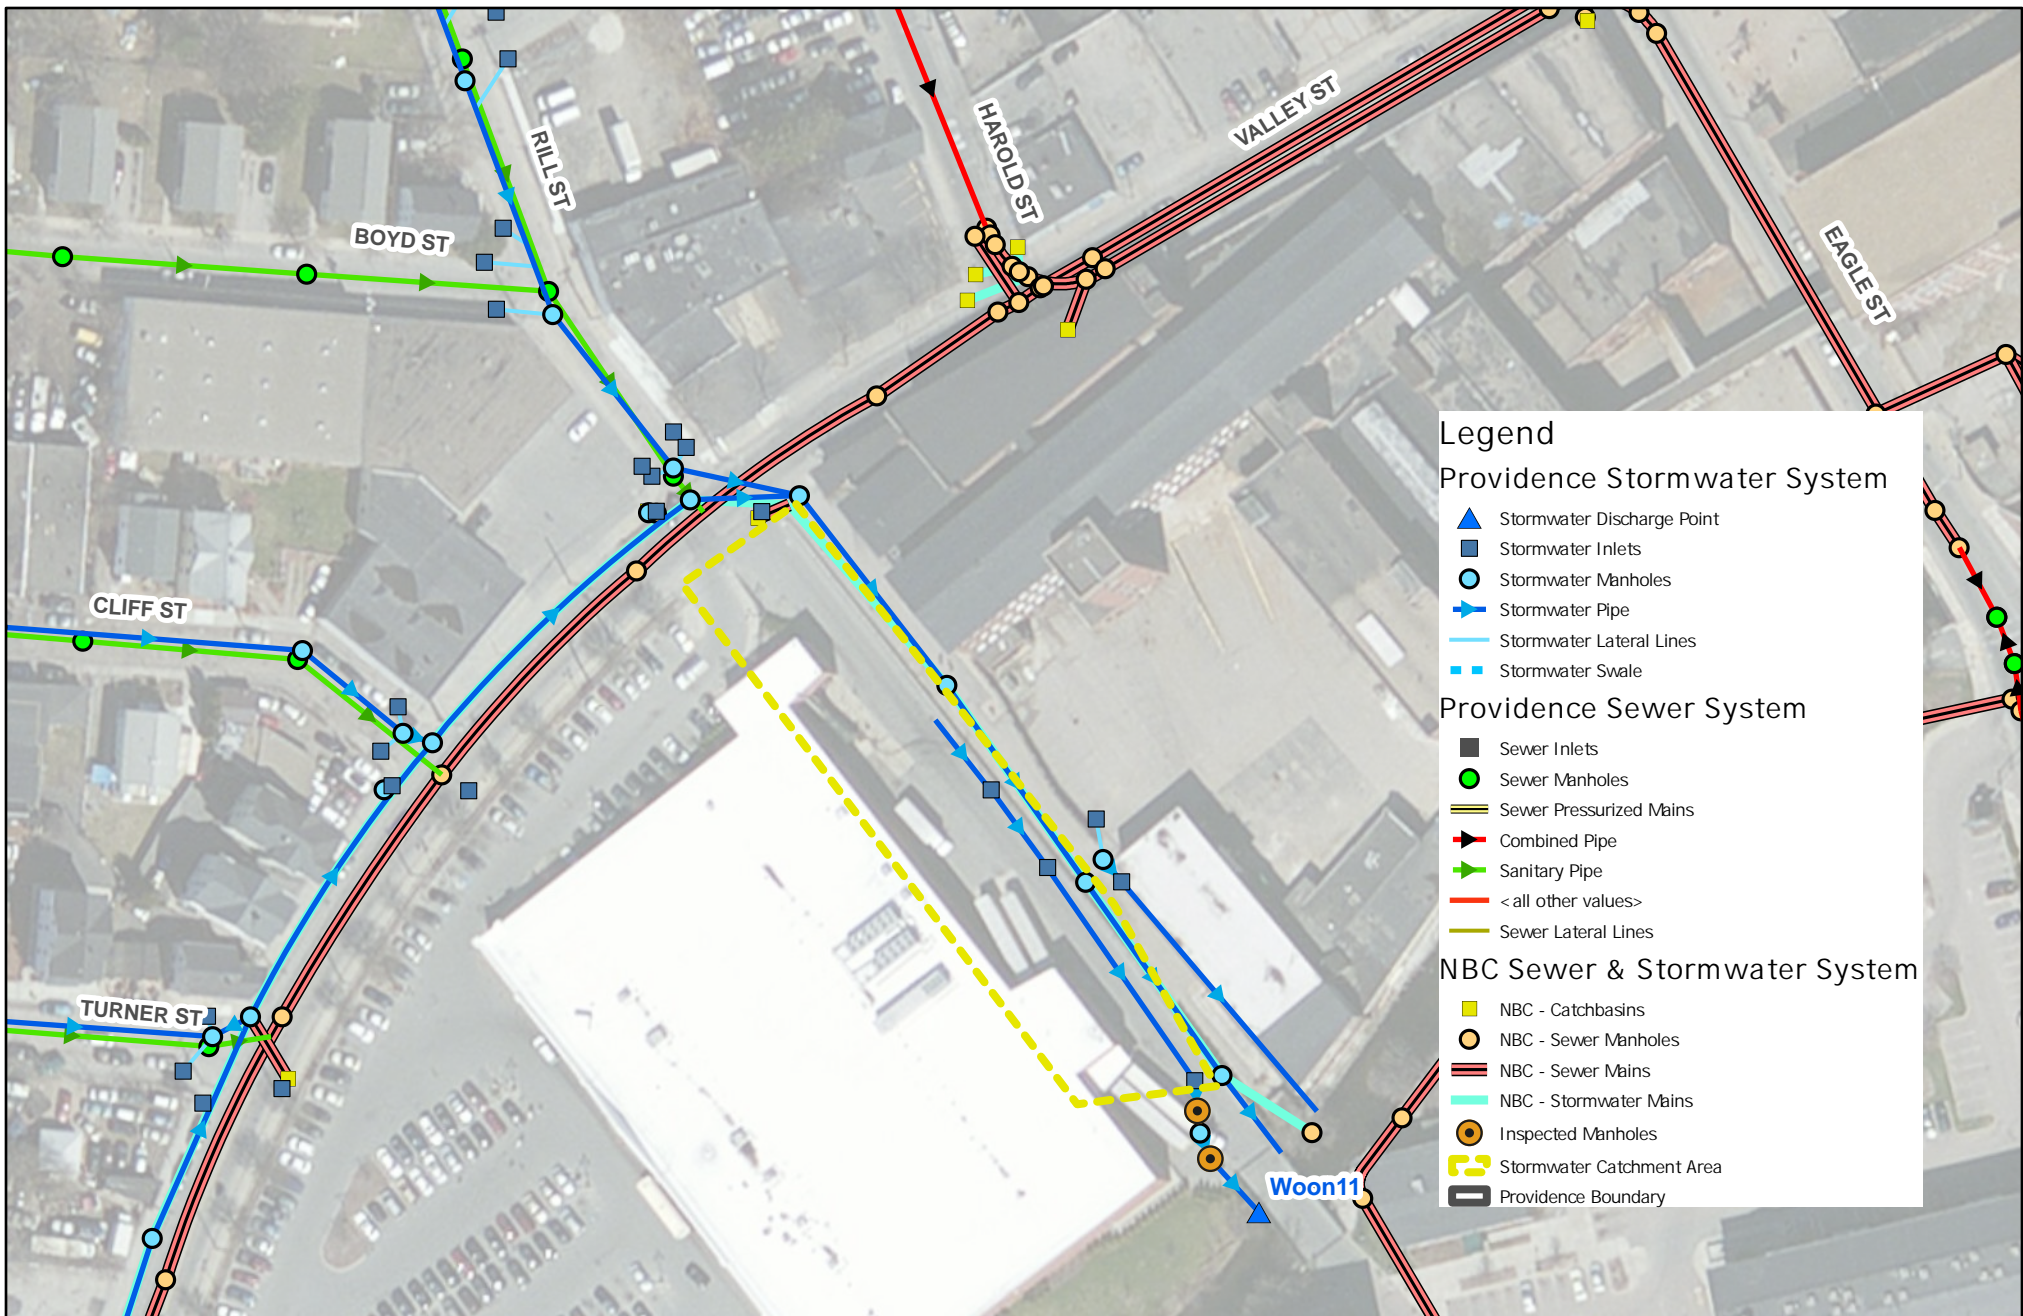 RILL ST
HAROLD ST
VALLEY ST
BOYD ST
EAGLE ST
CLIFF ST
TURNER ST
Woon11
Legend
Providence Stormwater System
Stormwater Discharge Point
Stormwater Inlets
Stormwater Manholes
Stormwater Pipe
Stormwater Lateral Lines
Stormwater Swale
Providence Sewer System
Sewer Inlets
Sewer Manholes
Sewer Pressurized Mains
Combined Pipe
Sanitary Pipe
<all other values>
Sewer Lateral Lines
NBC Sewer & Stormwater System
NBC - Catchbasins
NBC - Sewer Manholes
NBC - Sewer Mains
NBC - Stormwater Mains
Inspected Manholes
Stormwater Catchment Area
Providence Boundary